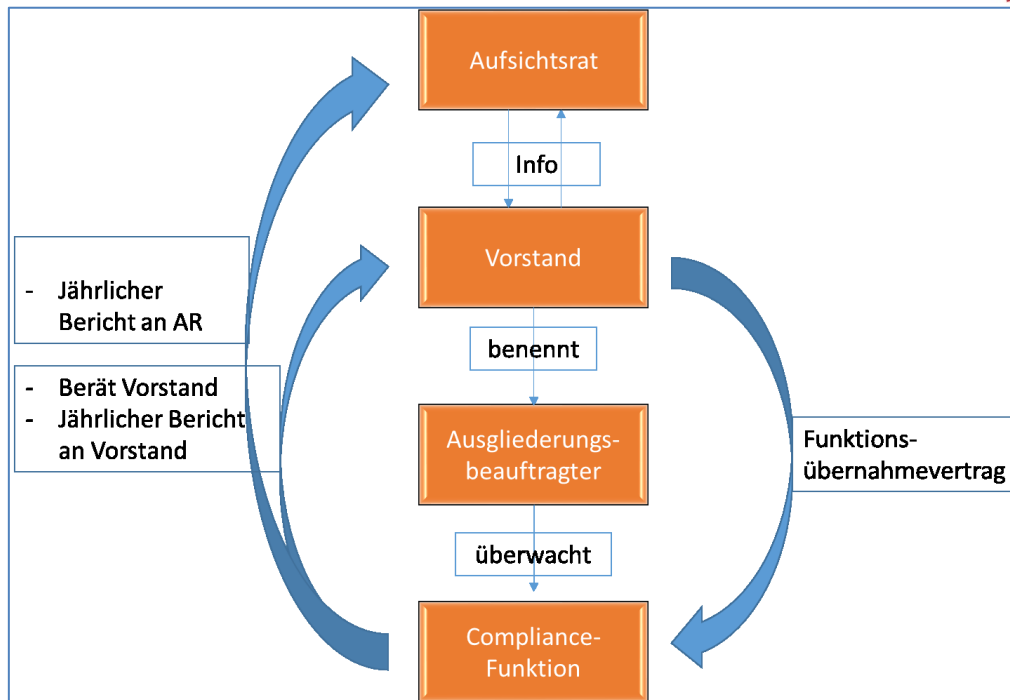 Aufsichtsrat
Info
Vorstand
- Jährlicher
Bericht an AR
benennt
- Berät Vorstand
- Jährlicher Bericht
an Vorstand
Ausgliederungs-
beauftragter
Funktions-
übernahmevertrag
überwacht
Compliance-
Funktion